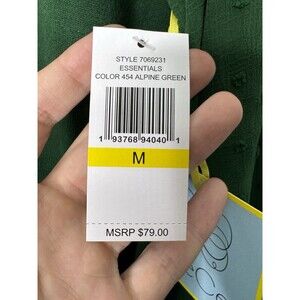 STYLE 7069231
ESSENTIALS
COLOR 454 ALPINE GREEN
1 93768 94040 1
M
MSRP $79.00